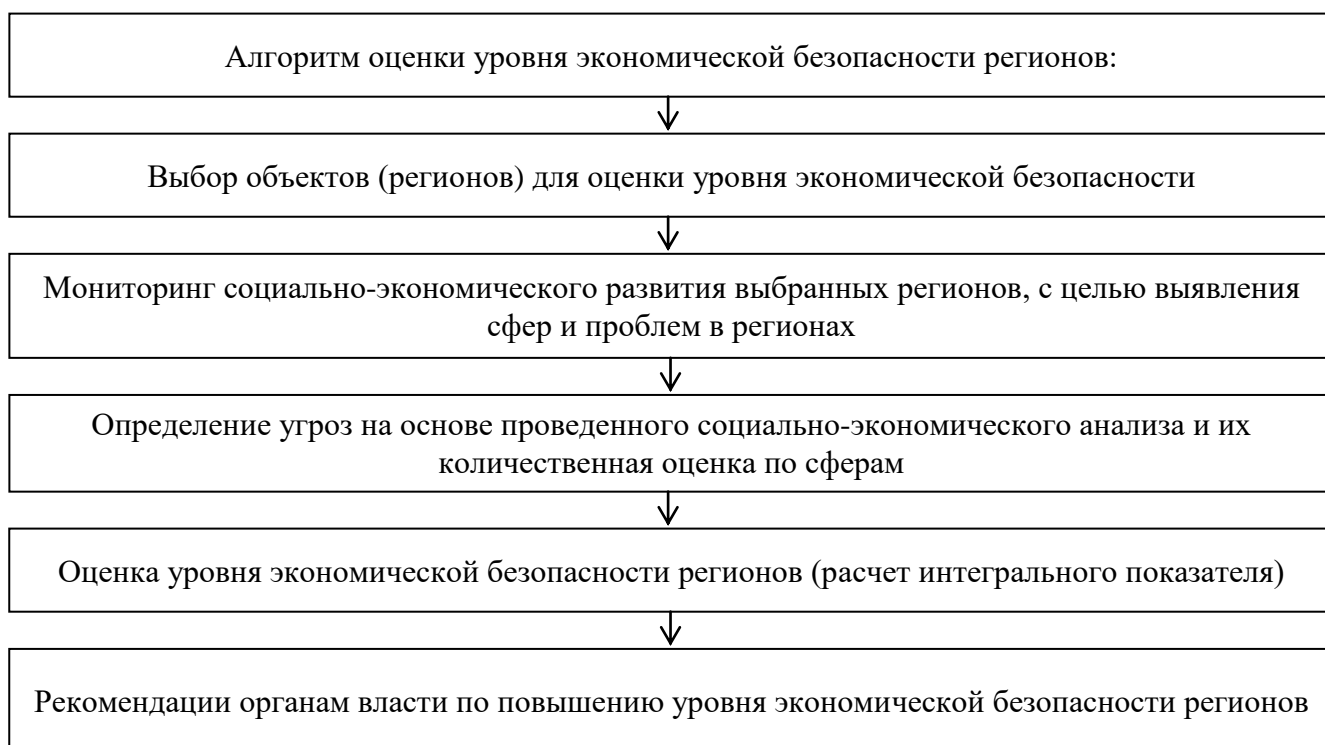 Алгоритм оценки уровня экономической безопасности регионов:
Выбор объектов (регионов) для оценки уровня экономической безопасности
Мониторинг социально-экономического развития выбранных регионов, с целью выявления
сфер и проблем в регионах
Определение угроз на основе проведенного социально-экономического анализа и их
количественная оценка по сферам
Оценка уровня экономической безопасности регионов (расчет интегрального показателя)
Рекомендации органам власти по повышению уровня экономической безопасности регионов